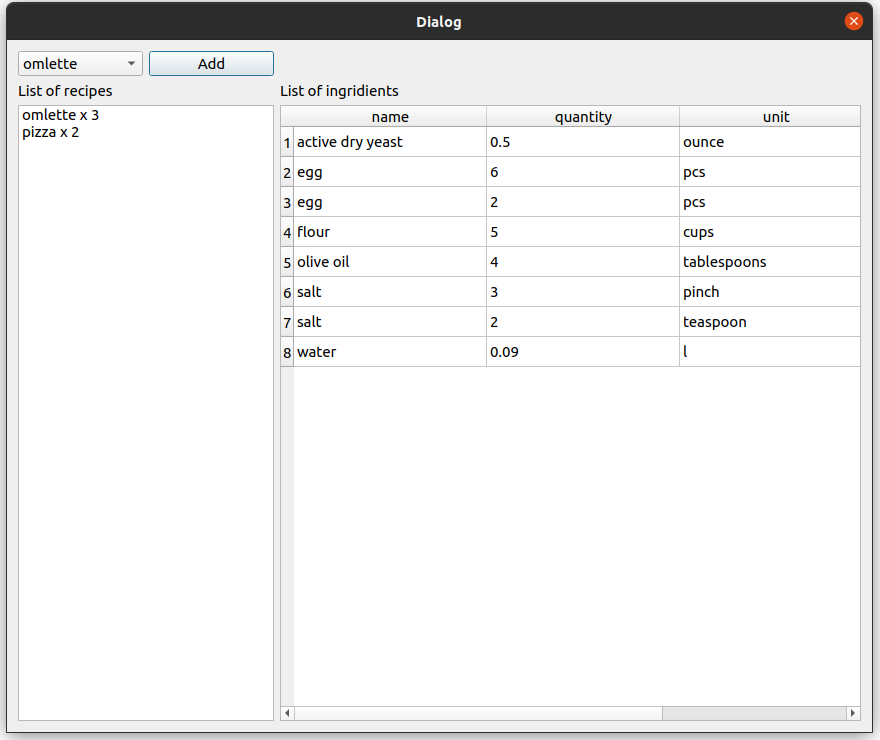 Dialog
omlette Add
List of recipes List of ingridients
omlette x 3
pizza x 2
name quantity unit
1 active dry yeast 0.5 ounce
2 egg 6 pcs
3 egg 2 pcs
4 flour 5 cups
5 olive oil 4 tablespoons
6 salt 3 pinch
7 salt 2 teaspoon
8 water 0.09 l